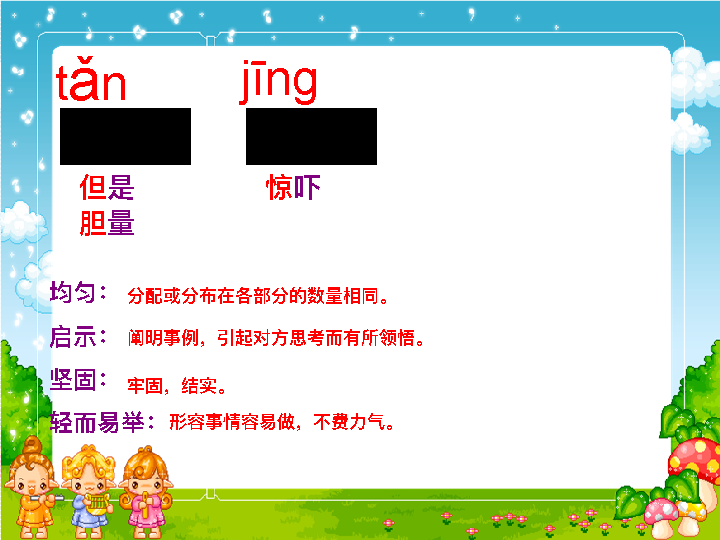 tǎn jīng
但是 惊吓
胆量
均匀： 分配或分布在各部分的数量相同。
启示： 阐明事例，引起对方思考而有所领悟。
坚固： 牢固，结实。
轻而易举： 形容事情容易做，不费力气。